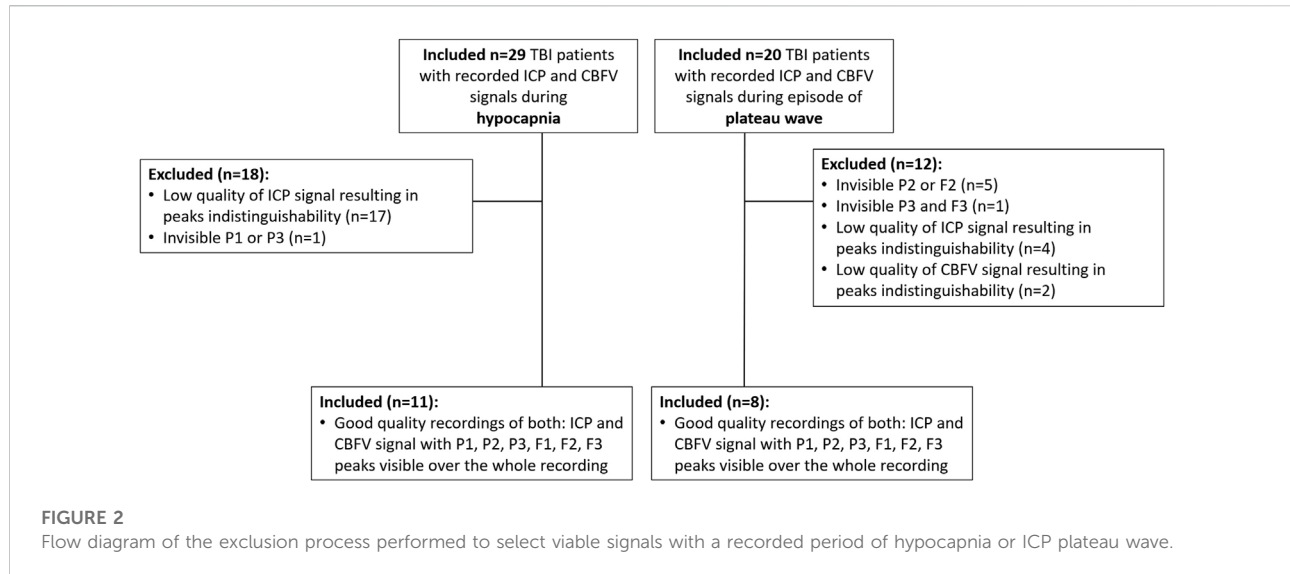 Included n=29 TBI patients
with recorded ICP and CBFV
signals during
hypocapnia
Included n=20 TBI patients
with recorded ICP and CBFV
signals during episode of
plateau wave
Excluded (n=18):
• Low quality of ICP signal resulting in
peaks indistinguishability (n=17)
• Invisible P1 or P3 (n=1)
Excluded (n=12):
• Invisible P2 or F2 (n=5)
• Invisible P3 and F3 (n=1)
• Low quality of ICP signal resulting in
peaks indistinguishability (n=4)
• Low quality of CBFV signal resulting in
peaks indistinguishability (n=2)
Included (n=11):
• Good quality recordings of both: ICP and
CBFV signal with P1, P2, P3, F1, F2, F3
peaks visible over the whole recording
Included (n=8):
• Good quality recordings of both: ICP and
CBFV signal with P1, P2, P3, F1, F2, F3
peaks visible over the whole recording
FIGURE 2
Flow diagram of the exclusion process performed to select viable signals with a recorded period of hypocapnia or ICP plateau wave.